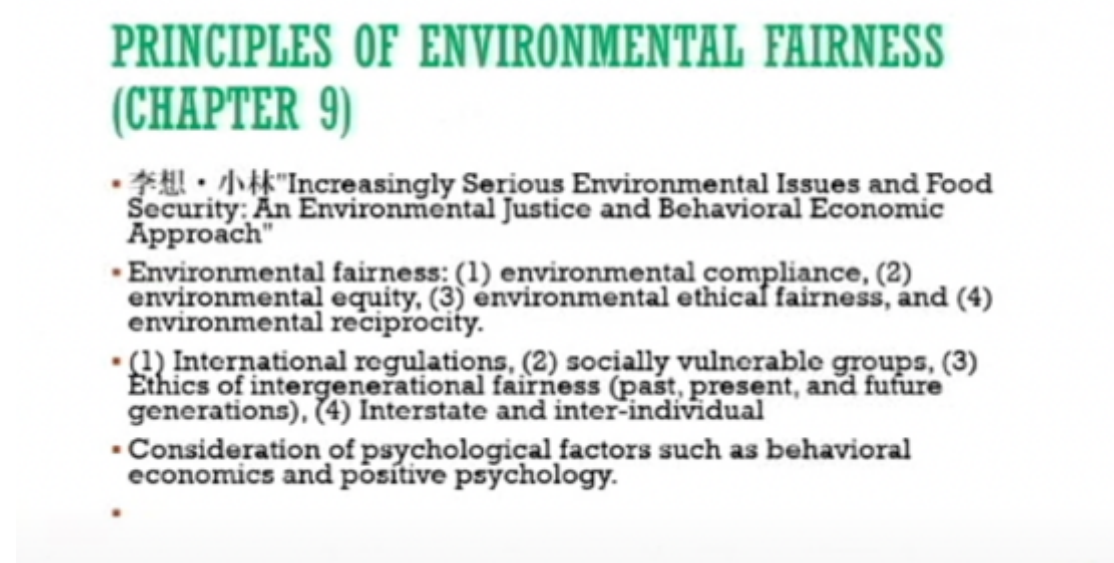 PRINCIPLES OF ENVIRONMENTAL FAIRNESS
(CHAPTER 9)
▪ 李想・小林"Increasingly Serious Environmental Issues and Food
Security: An Environmental Justice and Behavioral Economic
Approach"
▪ Environmental fairness: (1) environmental compliance, (2)
environmental equity, (3) environmental ethical fairness, and (4)
environmental reciprocity.
▪ (1) International regulations, (2) socially vulnerable groups, (3)
Ethics of intergenerational fairness (past, present, and future
generations), (4) Interstate and inter-individual
▪ Consideration of psychological factors such as behavioral
economics and positive psychology.
▪